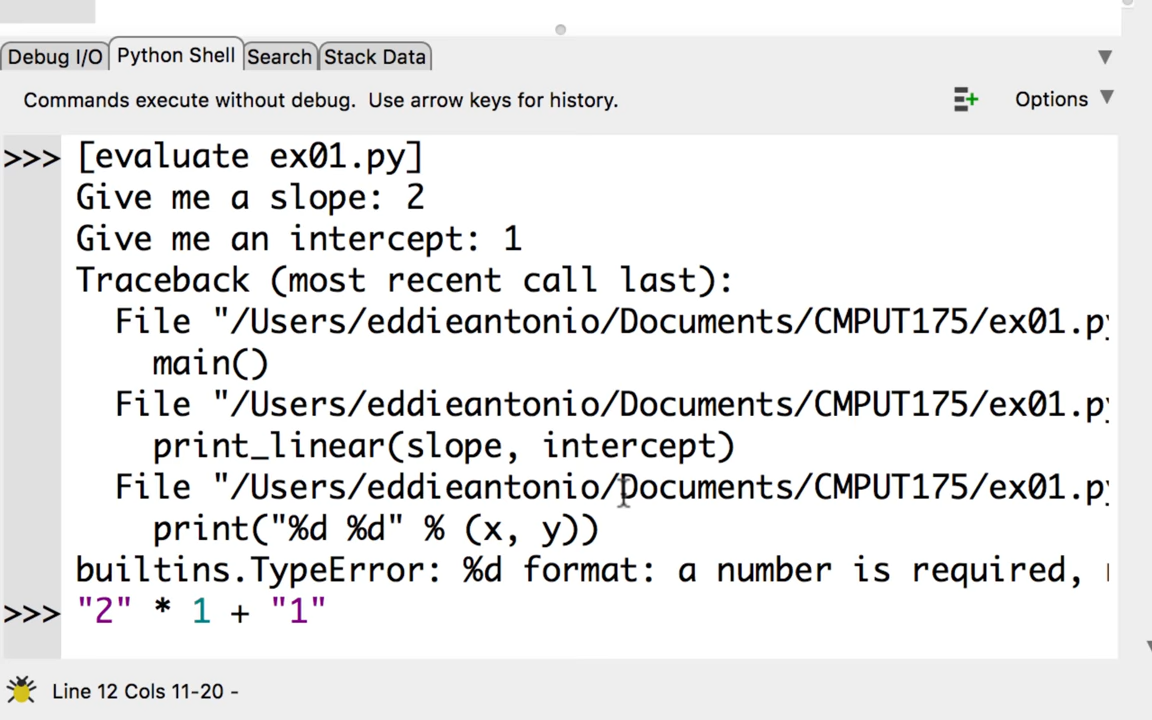 Debug I/O Python Shell Search Stack Data
Commands execute without debug. Use arrow keys for history.
Options
>>> [evaluate ex01.py]
Give me a slope: 2
Give me an intercept: 1
Traceback (most recent call last):
File "/Users/eddieantonio/Documents/CMPUT175/ex01.py
main()
File "/Users/eddieantonio/Documents/CMPUT175/ex01.py
print_linear(slope, intercept)
File "/Users/eddieantonio/Documents/CMPUT175/ex01.py
print("%d %d" % (x, y))
builtins.TypeError: %d format: a number is required,
>>> "2" * 1 + "1"
Line 12 Cols 11-20 -